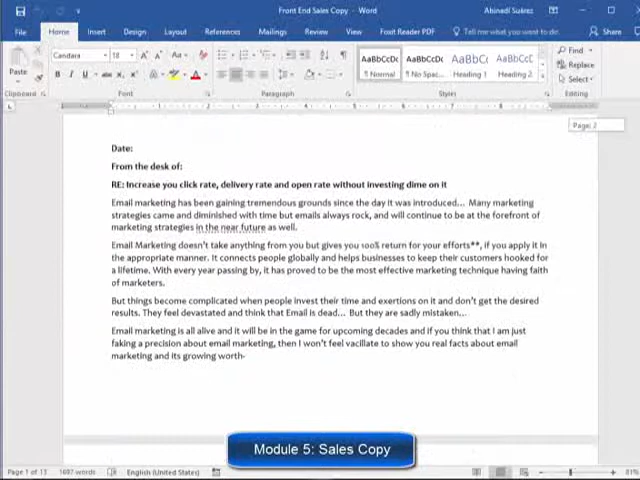 Front End Sales Copy - Word
Abinadi Suarez
File Home Insert Design Layout References Mailings Review View Foxit Reader PDF Tell me what you want to do... Share
Candara 18 Find
Paste Replace
AaBbCcDc AaBbCcDc AaBbC AaBbCcC
Normal No Spac... Heading 1 Heading 2 Select
Clipboard Font Paragraph Styles Editing
Page: 2
Date:
From the desk of:
RE: Increase you click rate, delivery rate and open rate without investing dime on it
Email marketing has been gaining tremendous grounds since the day it was introduced... Many marketing
strategies came and diminished with time but emails always rock, and will continue to be at the forefront of
marketing strategies in the near future as well.
Email Marketing doesn't take anything from you but gives you 100% return for your efforts**, if you apply it in
the appropriate manner. It connects people globally and helps businesses to keep their customers hooked for
a lifetime. With every year passing by, it has proved to be the most effective marketing technique having faith
of marketers.
But things become complicated when people invest their time and exertions on it and don't get the desired
results. They feel devastated and think that Email is dead... But they are sadly mistaken...
Email marketing is all alive and it will be in the game for upcoming decades and if you think that I am just
faking a precision about email marketing, then I won't feel vacillate to show you real facts about email
marketing and its growing worth-
Module 5: Sales Copy
Page 1 of 11 1697 words English (United States) 81%